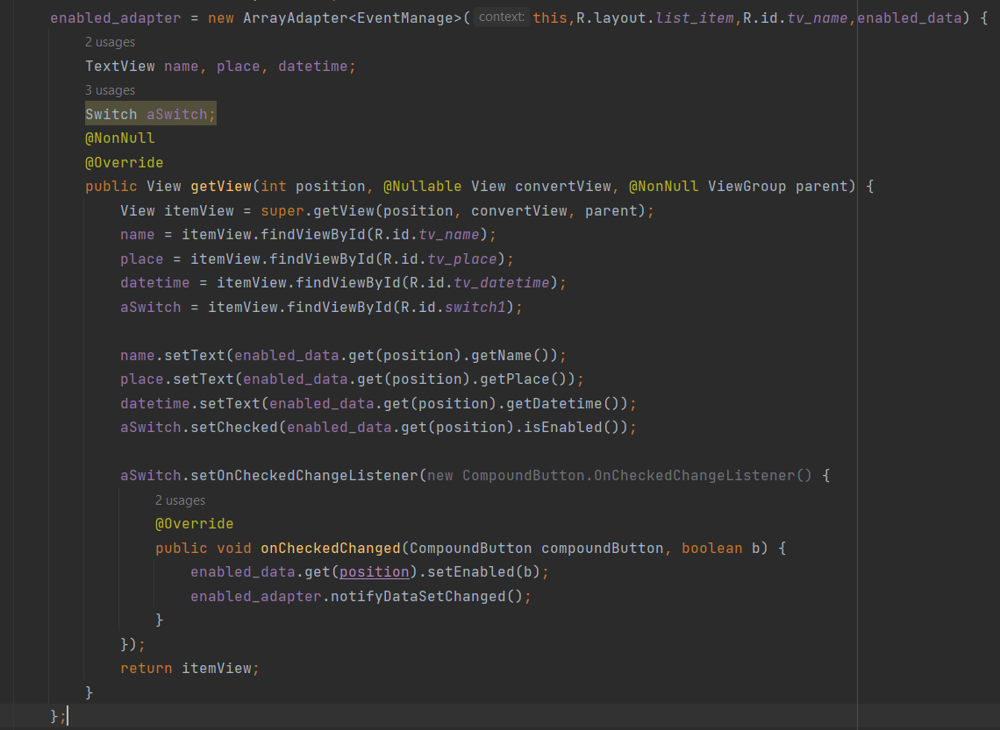 enabled_adapter = new ArrayAdapter<EventManage>( context: this,R.layout.list_item,R.id.tv_name,enabled_data) {
2 usages
TextView name, place, datetime;
3 usages
Switch aSwitch;
@NonNull
@Override
public View getView(int position, @Nullable View convertView, @NonNull ViewGroup parent) {
View itemView = super.getView(position, convertView, parent);
name = itemView.findViewById(R.id.tv_name);
place = itemView.findViewById(R.id.tv_place);
datetime = itemView.findViewById(R.id.tv_datetime);
aSwitch = itemView.findViewById(R.id.switch1);
name.setText(enabled_data.get(position).getName());
place.setText(enabled_data.get(position).getPlace());
datetime.setText(enabled_data.get(position).getDatetime());
aSwitch.setChecked(enabled_data.get(position).isEnabled());
aSwitch.setOnCheckedChangeListener(new CompoundButton.OnCheckedChangeListener() {
2 usages
@Override
public void onCheckedChanged(CompoundButton compoundButton, boolean b) {
enabled_data.get(position).setEnabled(b);
enabled_adapter.notifyDataSetChanged();
}
});
return itemView;
}
};